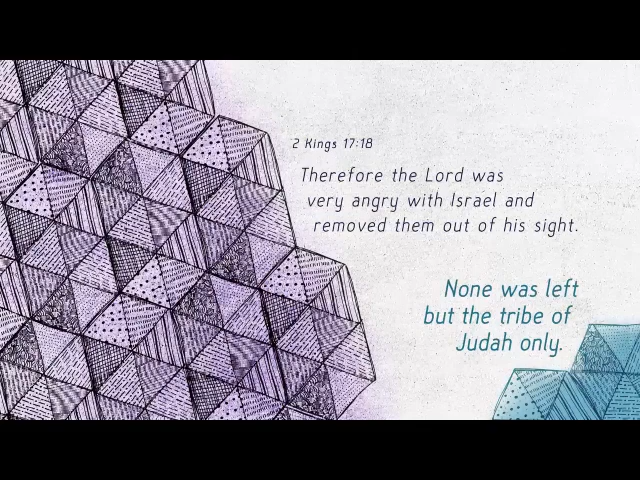 2 Kings 17:18
Therefore the Lord was
very angry with Israel and
removed them out of his sight.
None was left
but the tribe of
Judah only.